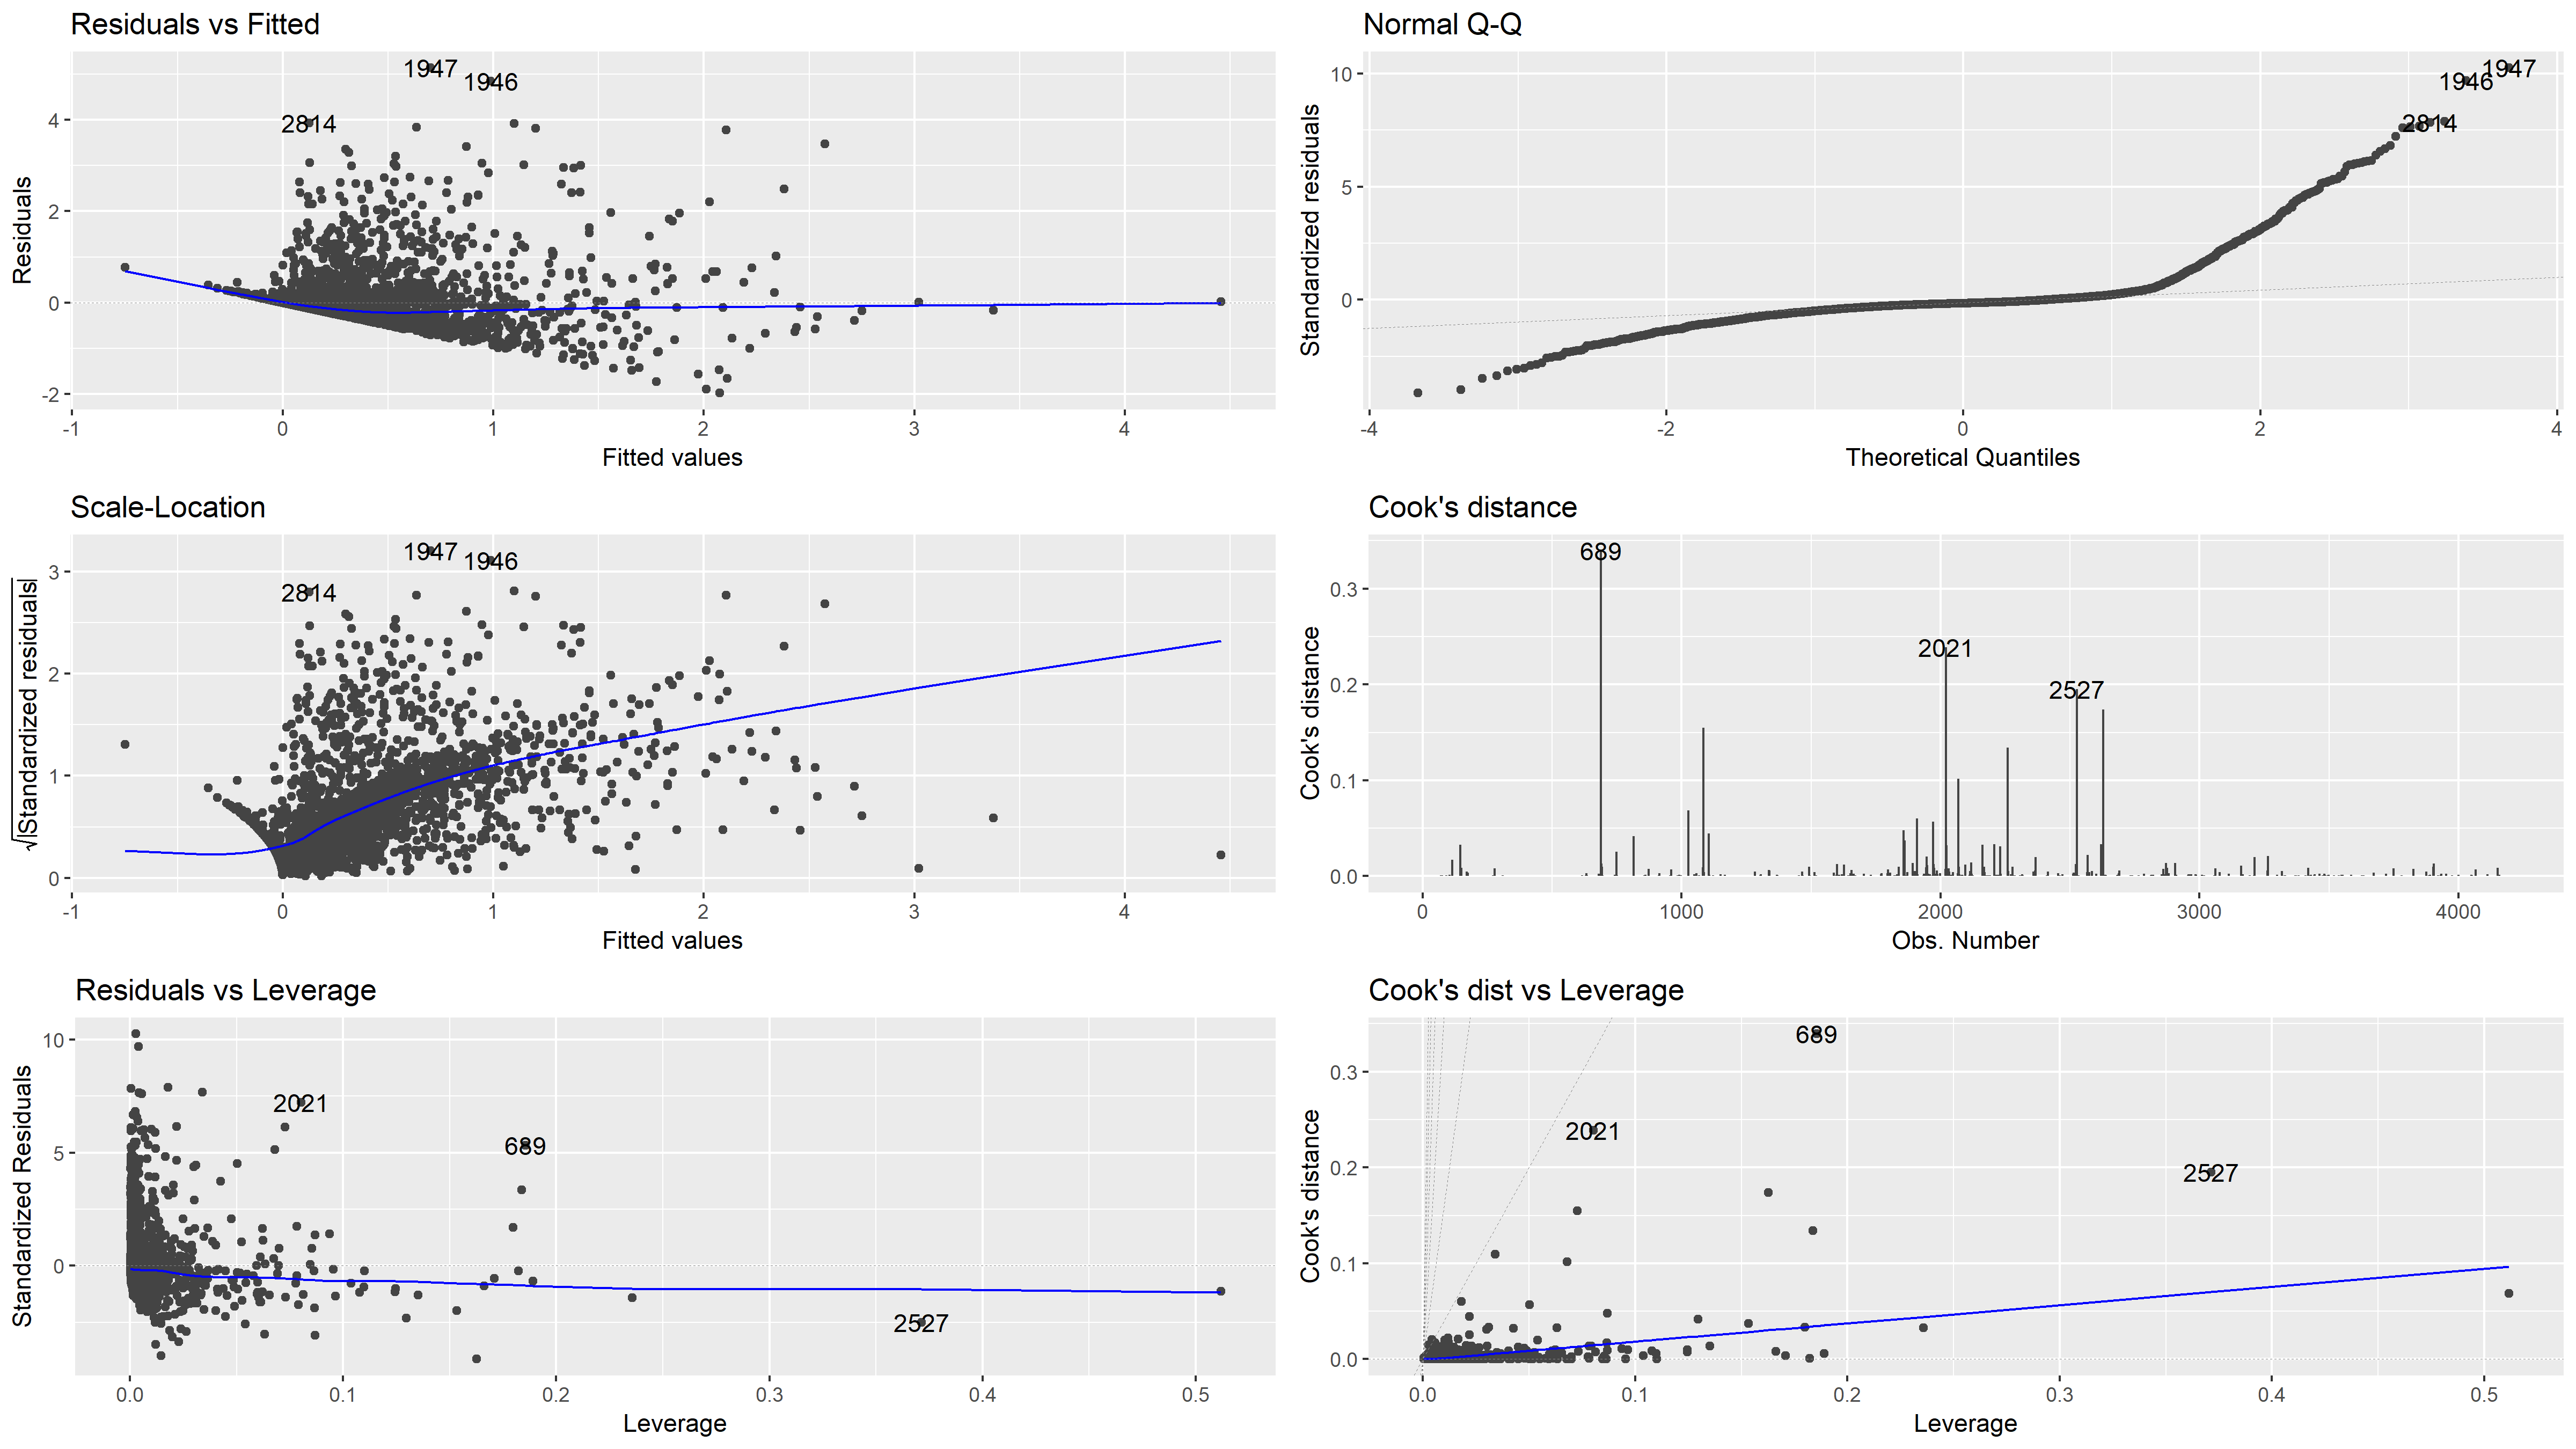 Residuals vs Fitted
1947
1946
2814
4
2
0
-2
Residuals
-1 0 1 2 3 4
Fitted values
Normal Q-Q
1947
1946
2814
10
5
0
Standardized residuals
-4 -2 0 2 4
Theoretical Quantiles
Scale-Location
1947
1946
2814
3
2
1
0
√|Standardized residuals|
-1 0 1 2 3 4
Fitted values
Cook's distance
689
2021
2527
0.3
0.2
0.1
0.0
Cook's distance
0 1000 2000 3000 4000
Obs. Number
Residuals vs Leverage
2021
689
2527
10
5
0
Standardized Residuals
0.0 0.1 0.2 0.3 0.4 0.5
Leverage
Cook's dist vs Leverage
689
2021
2527
0.3
0.2
0.1
0.0
Cook's distance
0.0 0.1 0.2 0.3 0.4 0.5
Leverage